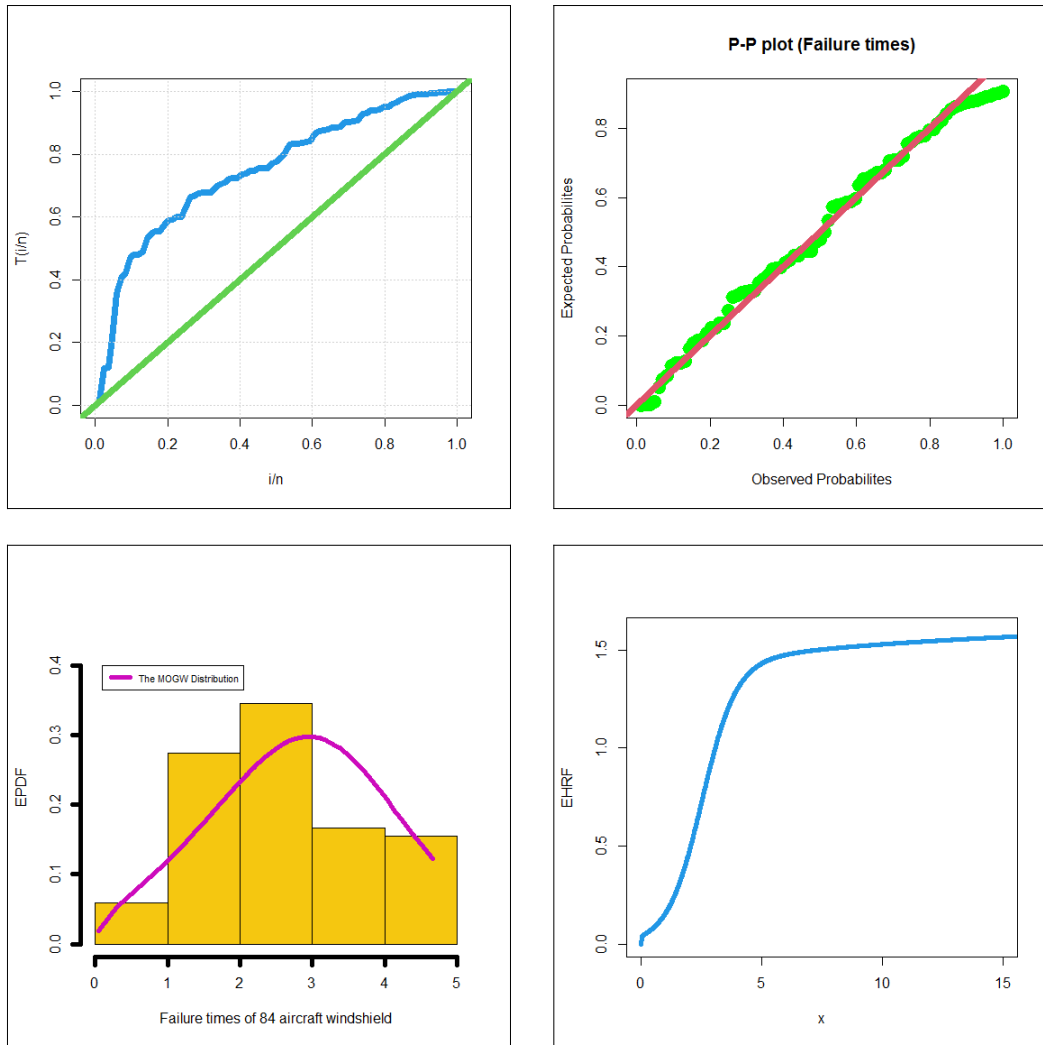 T(i/n)
1.0
0.8
0.6
0.4
0.2
0.0
0.0 0.2 0.4 0.6 0.8 1.0
i/n
P-P plot (Failure times)
Expected Probabilities
0.8
0.6
0.4
0.2
0.0
0.0 0.2 0.4 0.6 0.8 1.0
Observed Probabilites
EPDF
0.4
0.3
0.2
0.1
0.0
The MOGW Distribution
0 1 2 3 4 5
Failure times of 84 aircraft windshield
EHRF
1.5
1.0
0.5
0.0
0 5 10 15
x